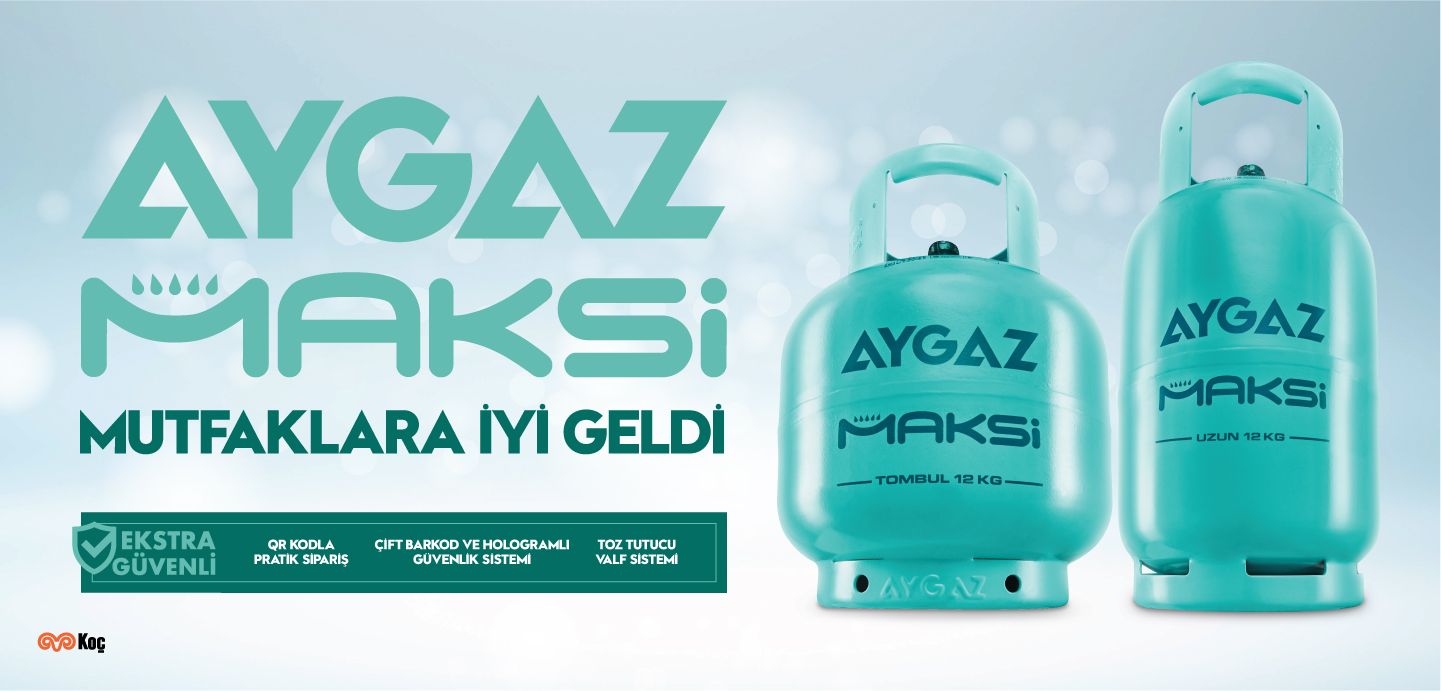 AYGAZ
MAKSi
MUTFAKLARA İYİ GELDİ
EKSTRA
GÜVENLİ
QR KODLA
PRATİK SİPARİŞ
ÇİFT BARKOD VE HOLOGRAMLI
GÜVENLİK SİSTEMİ
TOZ TUTUCU
VALF SİSTEMİ
Koç
AYGAZ
MAKSi
TOMBUL 12 KG
AYGAZ
AYGAZ
MAKSi
UZUN 12 KG